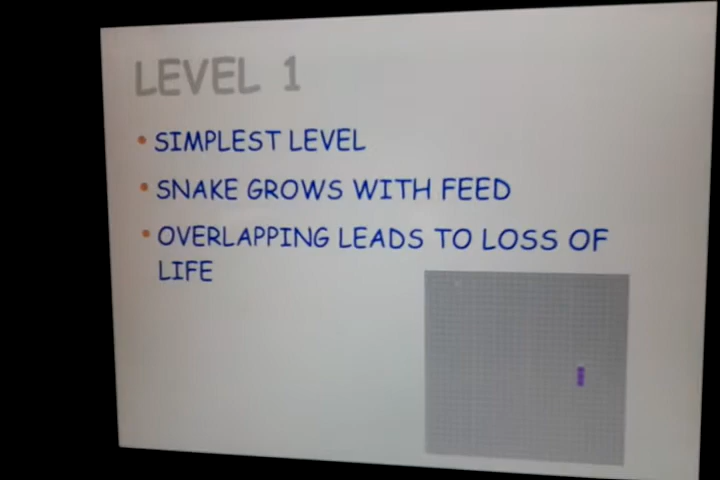 LEVEL 1
• SIMPLEST LEVEL
• SNAKE GROWS WITH FEED
• OVERLAPPING LEADS TO LOSS OF
LIFE